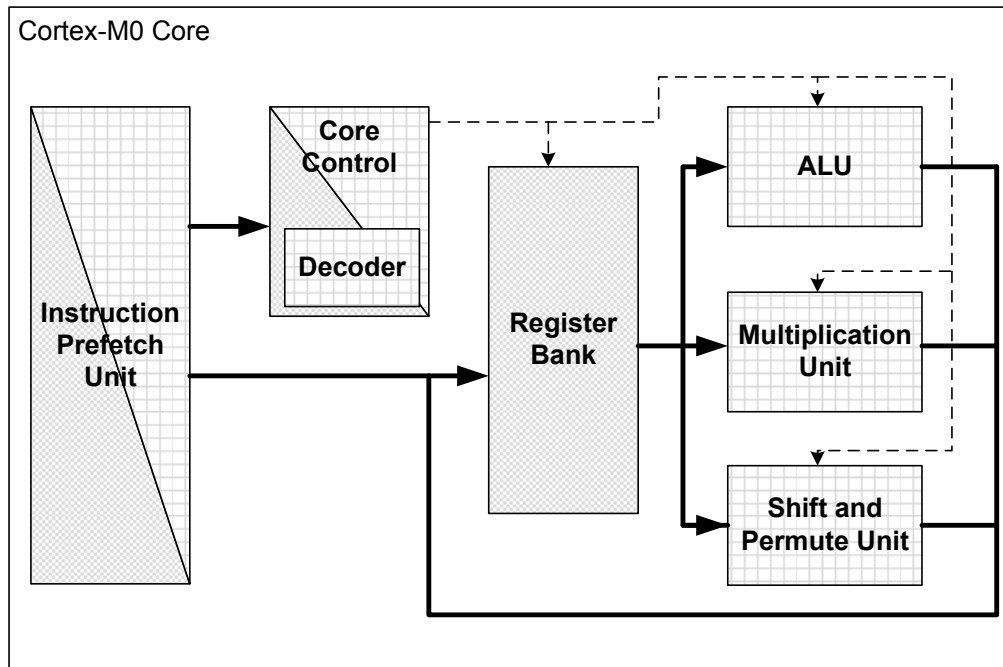 Cortex-M0 Core
Core
Control
Decoder
Instruction
Prefetch
Unit
Register
Bank
ALU
Multiplication
Unit
Shift and
Permute Unit